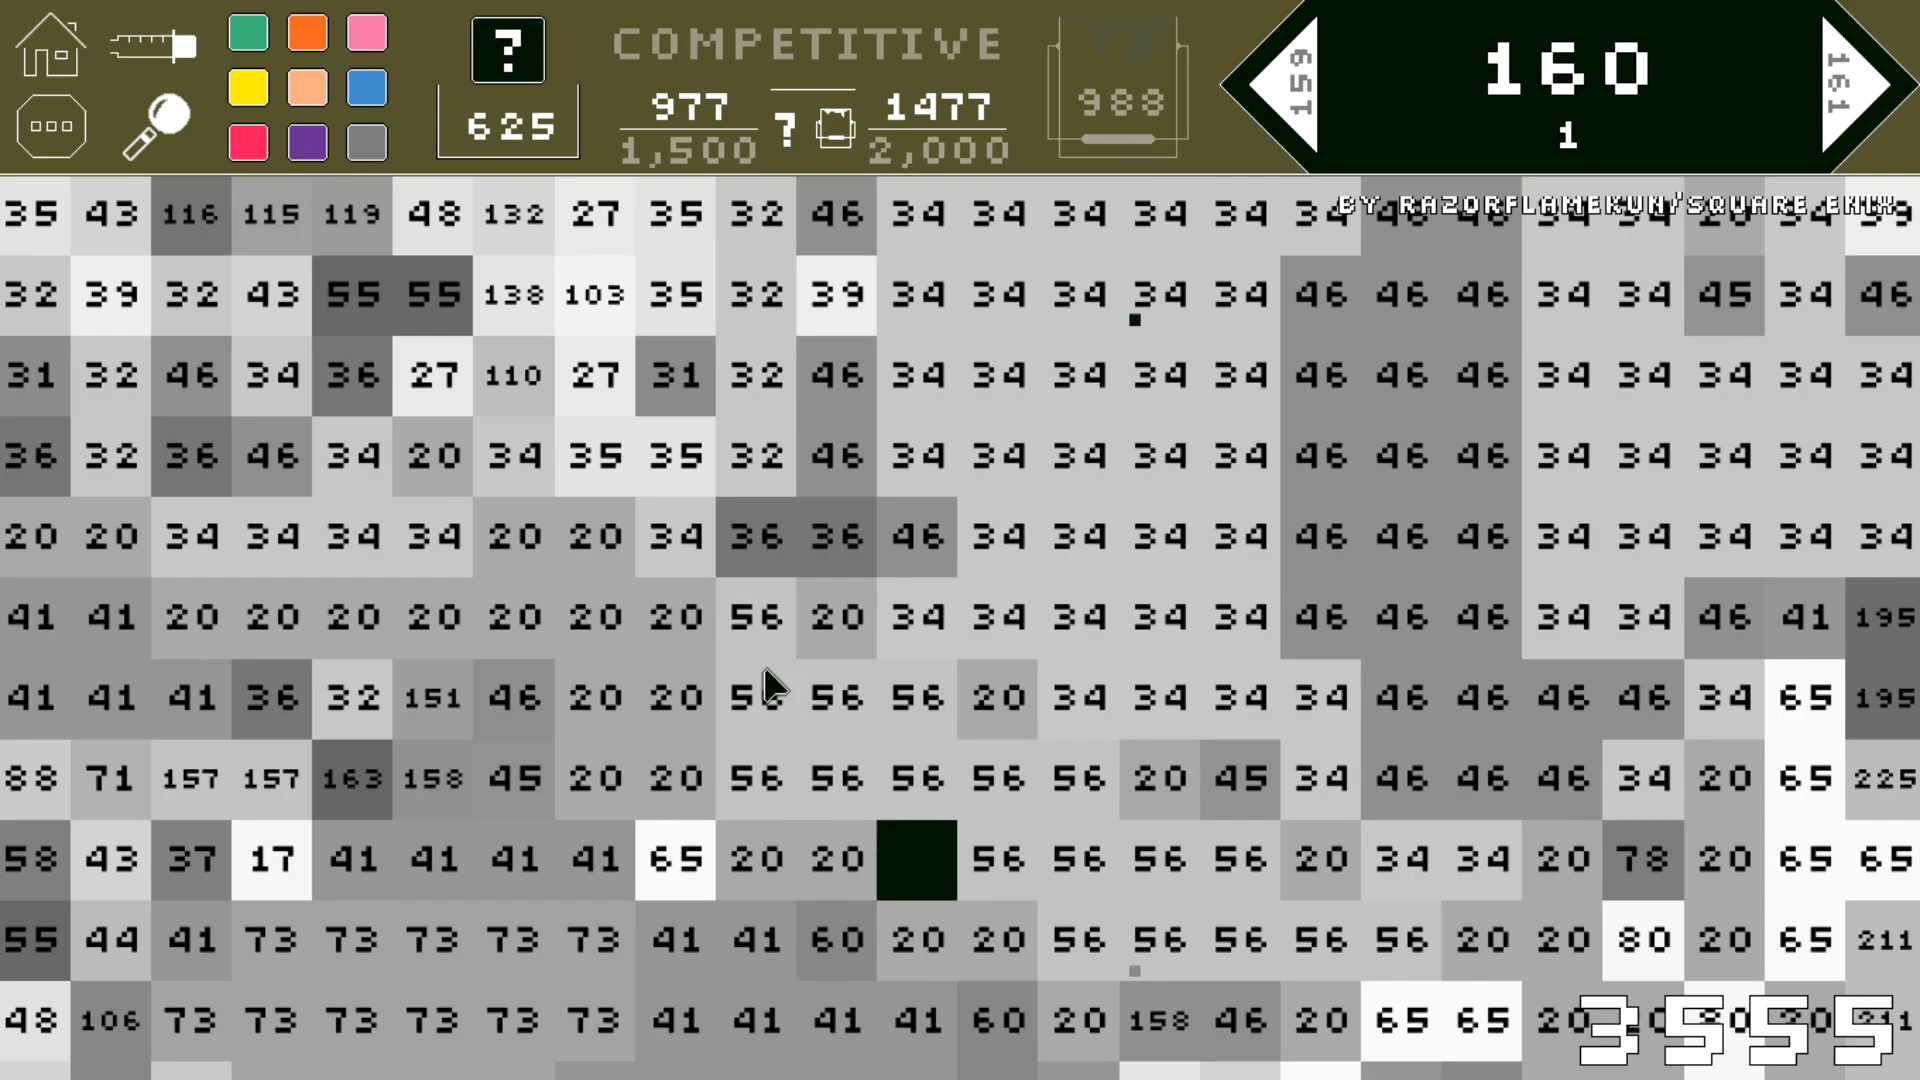 ?
625
COMPETITIVE
977
1,500
?
1477
2,000
988
159
160
1
161
BY RAZORFLAMEKUN/SQUARE ENIX
35 43 116 115 119 48 132 27 35 32 46 34 34 34 34 34 34 46 46 34 34 20 34 39
32 39 32 43 55 55 138 103 35 32 39 34 34 34 34 34 46 46 46 34 34 45 34 46
31 32 46 34 36 27 110 27 31 32 46 34 34 34 34 34 46 46 46 34 34 34 34 34
36 32 36 46 34 20 34 35 35 32 46 34 34 34 34 34 46 46 46 34 34 34 34 34
20 20 34 34 34 34 20 20 34 36 36 46 34 34 34 34 46 46 46 34 34 34 34 34
41 41 20 20 20 20 20 20 20 56 20 34 34 34 34 34 46 46 46 34 34 46 41 195
41 41 41 36 32 151 46 20 20 56 56 56 20 34 34 34 34 46 46 46 46 34 65 195
88 71 157 157 163 158 45 20 20 56 56 56 56 56 20 45 34 46 46 46 34 20 65 225
58 43 37 17 41 41 41 41 65 20 20 56 56 56 56 20 34 34 20 78 20 65 65
55 44 41 73 73 73 73 73 41 41 60 20 20 56 56 56 56 56 20 20 80 20 65 211
48 106 73 73 73 73 73 73 41 41 41 41 60 20 158 46 20 65 65 20 20 211
3555